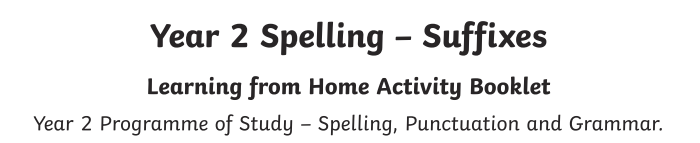 Year 2 Spelling – Suffixes
Learning from Home Activity Booklet
Year 2 Programme of Study – Spelling, Punctuation and Grammar.